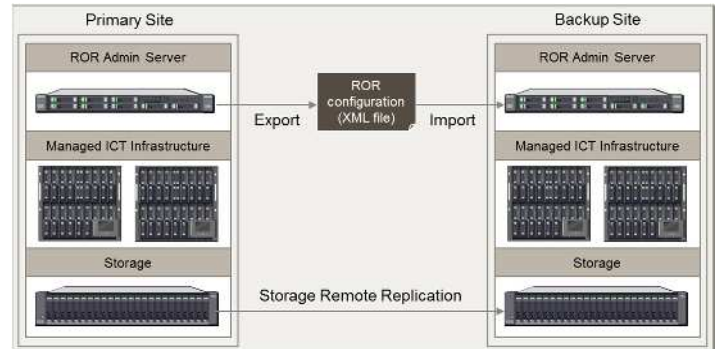 Primary Site
Backup Site
ROR Admin Server
ROR Admin Server
Export
ROR
configuration
(XML file)
Import
Managed ICT Infrastructure
Managed ICT Infrastructure
Storage
Storage
Storage Remote Replication